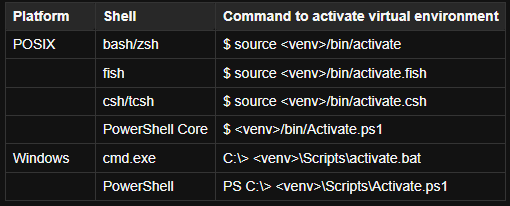 Platform Shell Command to activate virtual environment
POSIX bash/zsh $ source <venv>/bin/activate
fish $ source <venv>/bin/activate.fish
csh/tcsh $ source <venv>/bin/activate.csh
PowerShell Core $ <venv>/bin/Activate.ps1
Windows cmd.exe C:\> <venv>\Scripts\activate.bat
PowerShell PS C:\> <venv>\Scripts\Activate.ps1